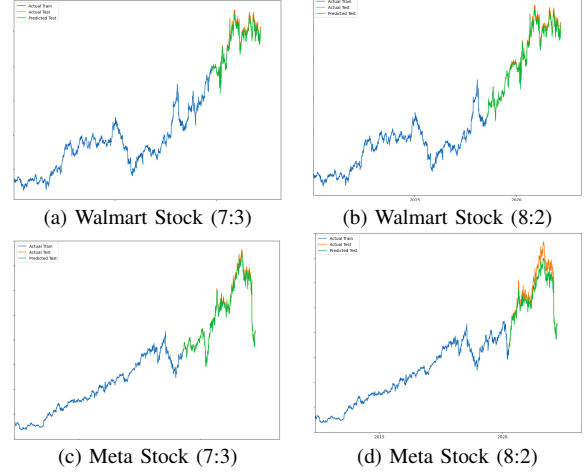 Actual Train
Actual Test
Predicted Test
Actual Train
Actual Test
Predicted Test
2015 2020
(a) Walmart Stock (7:3) (b) Walmart Stock (8:2)
Actual Train
Actual Test
Predicted Test
Actual Train
Actual Test
Predicted Test
2015 2020
(c) Meta Stock (7:3) (d) Meta Stock (8:2)